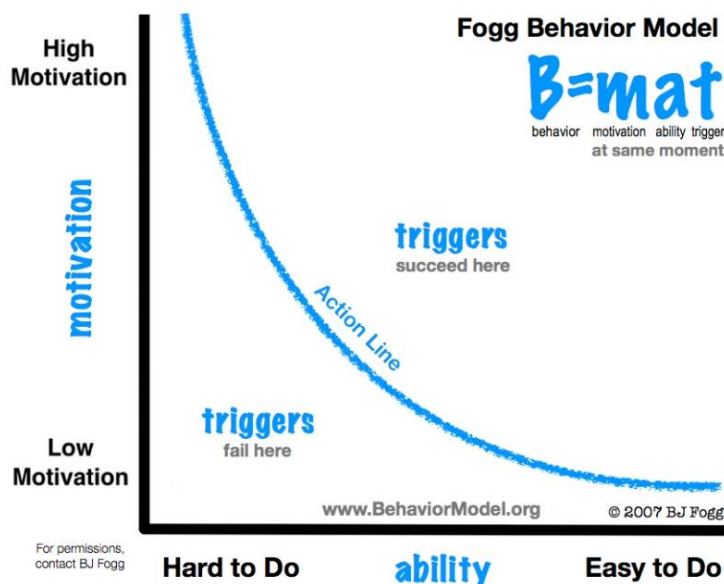 Fogg Behavior Model
B=mat
behavior motivation ability trigger
at same moment
High
Motivation
motivation
triggers
succeed here
Action Line
triggers
fail here
Low
Motivation
www.BehaviorModel.org
© 2007 BJ Fogg
For permissions,
contact BJ Fogg
Hard to Do
ability
Easy to Do